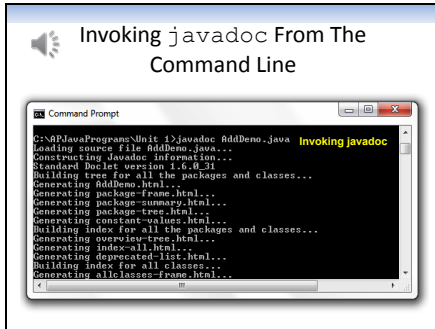 Invoking javadoc From The
Command Line
Command Prompt
C:\APJavaPrograms\Unit 1>javadoc AddDemo.java
Invoking javadoc
Loading source file AddDemo.java...
Constructing Javadoc information...
Standard Doclet version 1.6.0_31
Building tree for all the packages and classes...
Generating AddDemo.html...
Generating package-frame.html...
Generating package-summary.html...
Generating package-tree.html...
Generating constant-values.html...
Building index for all the packages and classes...
Generating overview-tree.html...
Generating index-all.html...
Generating deprecated-list.html...
Building index for all classes...
Generating allclasses-frame.html...